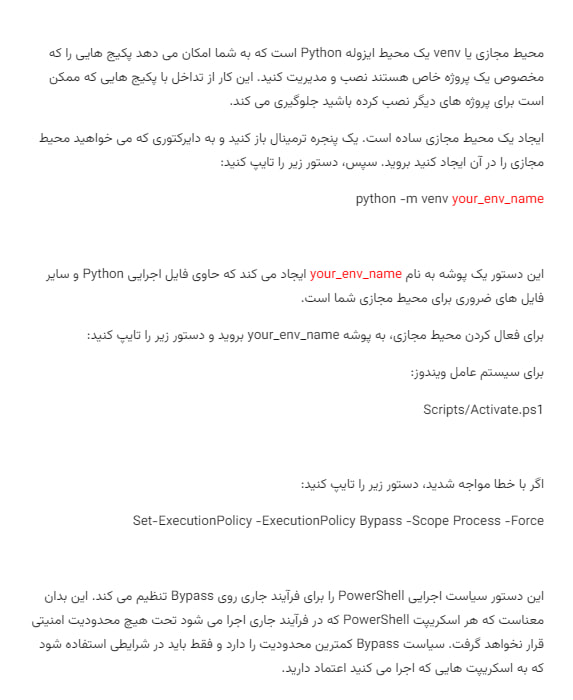 محیط مجازی یا venv یک محیط ایزوله Python است که به شما امکان می دهد پکیج هایی را که
مخصوص یک پروژه خاص هستند نصب و مدیریت کنید. این کار از تداخل با پکیج هایی که ممکن
است برای پروژه های دیگر نصب کرده باشید جلوگیری می کند.
ایجاد یک محیط مجازی ساده است. یک پنجره ترمینال باز کنید و به دایرکتوری که می خواهید محیط
مجازی را در آن ایجاد کنید بروید. سپس، دستور زیر را تایپ کنید:
python -m venv your_env_name
این دستور یک پوشه به نام your_env_name ایجاد می کند که حاوی فایل اجرایی Python و سایر
فایل های ضروری برای محیط مجازی شما است.
برای فعال کردن محیط مجازی، به پوشه your_env_name بروید و دستور زیر را تایپ کنید:
برای سیستم عامل ویندوز:
Scripts/Activate.ps1
اگر با خطا مواجه شدید، دستور زیر را تایپ کنید:
Set-ExecutionPolicy -ExecutionPolicy Bypass -Scope Process -Force
این دستور سیاست اجرایی PowerShell را برای فرآیند جاری روی Bypass تنظیم می کند. این بدان
معناست که هر اسکریپت PowerShell که در فرآیند جاری اجرا می شود تحت هیچ محدودیت امنیتی
قرار نخواهد گرفت. سیاست Bypass کمترین محدودیت را دارد و فقط باید در شرایطی استفاده شود
که به اسکریپت هایی که اجرا می کنید اعتماد دارید.